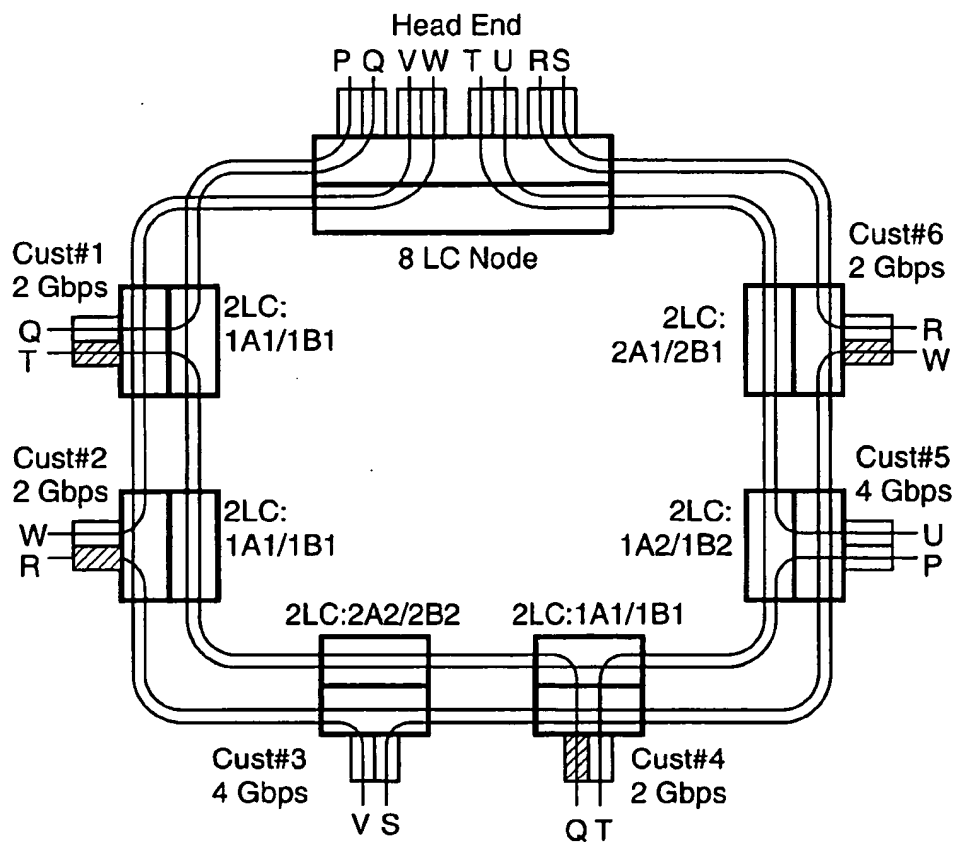 Head End
P Q V W T U R S
8 LC Node
Cust#1
2 Gbps
Q
T
2LC:
1A1/1B1
Cust#6
2 Gbps
R
W
2LC:
2A1/2B1
Cust#2
2 Gbps
W
R
2LC:
1A1/1B1
Cust#5
4 Gbps
U
P
2LC:
1A2/1B2
2LC:2A2/2B2
2LC:1A1/1B1
Cust#3
4 Gbps
V S
Cust#4
2 Gbps
Q T